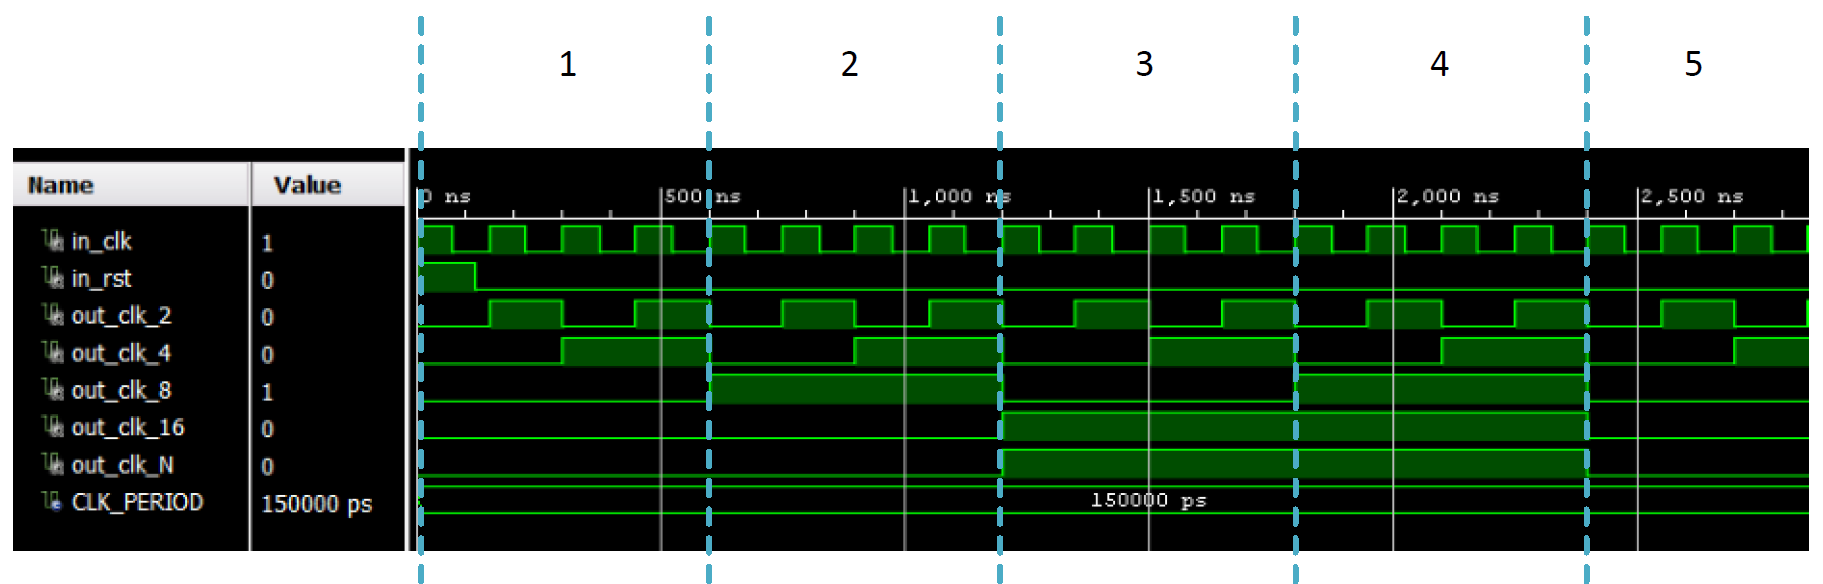 1 2 3 4 5
Name Value
0 ns 500 ns 1,000 ns 1,500 ns 2,000 ns 2,500 ns
in_clk 1
in_rst 0
out_clk_2 0
out_clk_4 0
out_clk_8 1
out_clk_16 0
out_clk_N 0
CLK_PERIOD 150000 ps 150000 ps